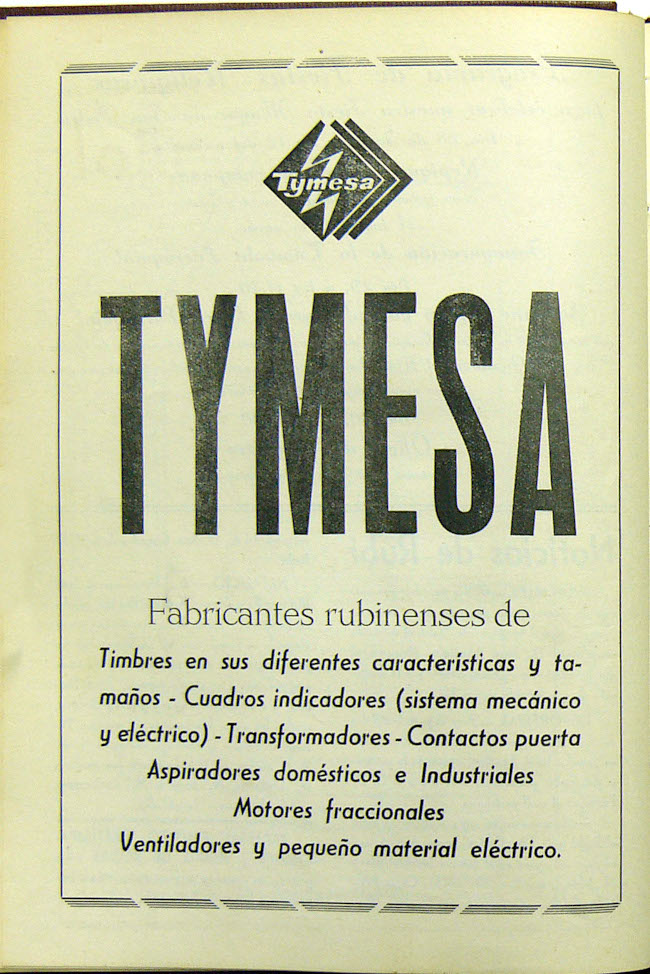 Tymesa
TYMESA
Fabricantes rubinenses de
Timbres en sus diferentes características y ta-
maños - Cuadros indicadores (sistema mecánico
y eléctrico) - Transformadores - Contactos puerta
Aspiradores domésticos e Industriales
Motores fraccionales
Ventiladores y pequeño material eléctrico.